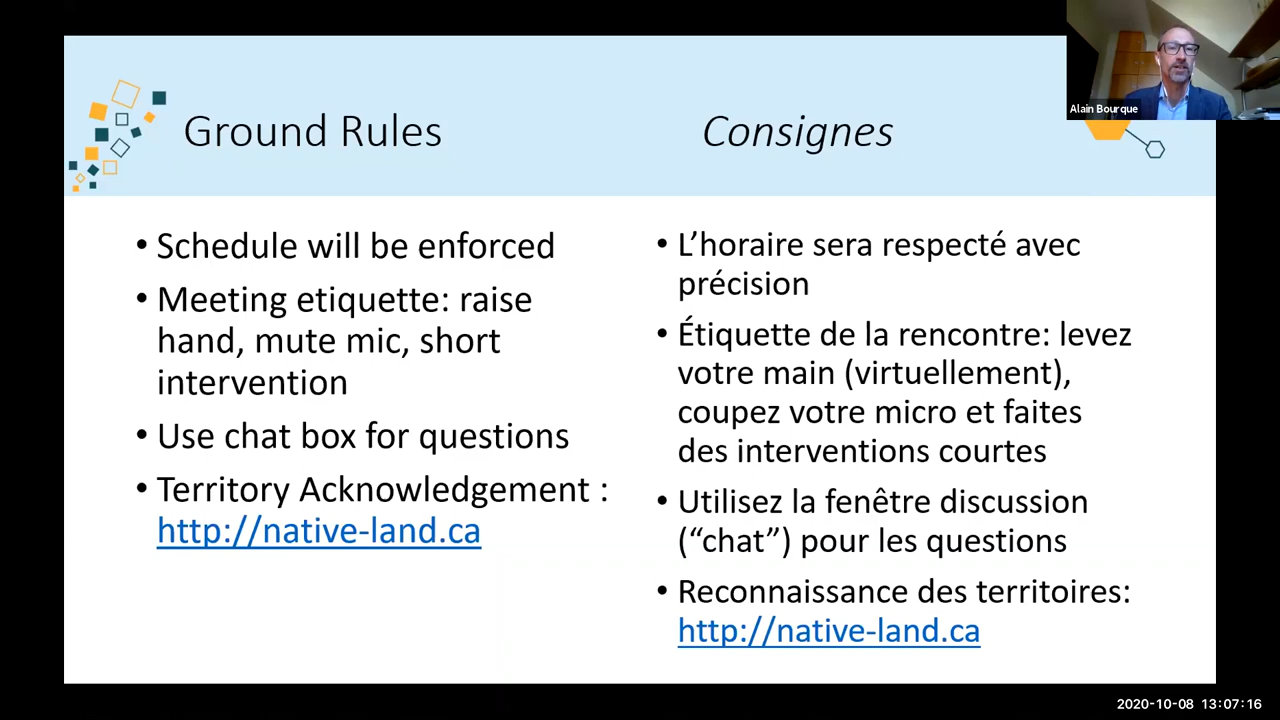 Alain Bourque
Ground Rules
• Schedule will be enforced
• Meeting etiquette: raise
hand, mute mic, short
intervention
• Use chat box for questions
• Territory Acknowledgement :
http://native-land.ca
Consignes
• L’horaire sera respecté avec
précision
• Étiquette de la rencontre: levez
votre main (virtuellement),
coupez votre micro et faites
des interventions courtes
• Utilisez la fenêtre discussion
(“chat”) pour les questions
• Reconnaissance des territoires:
http://native-land.ca
2020-10-08 13:07:16